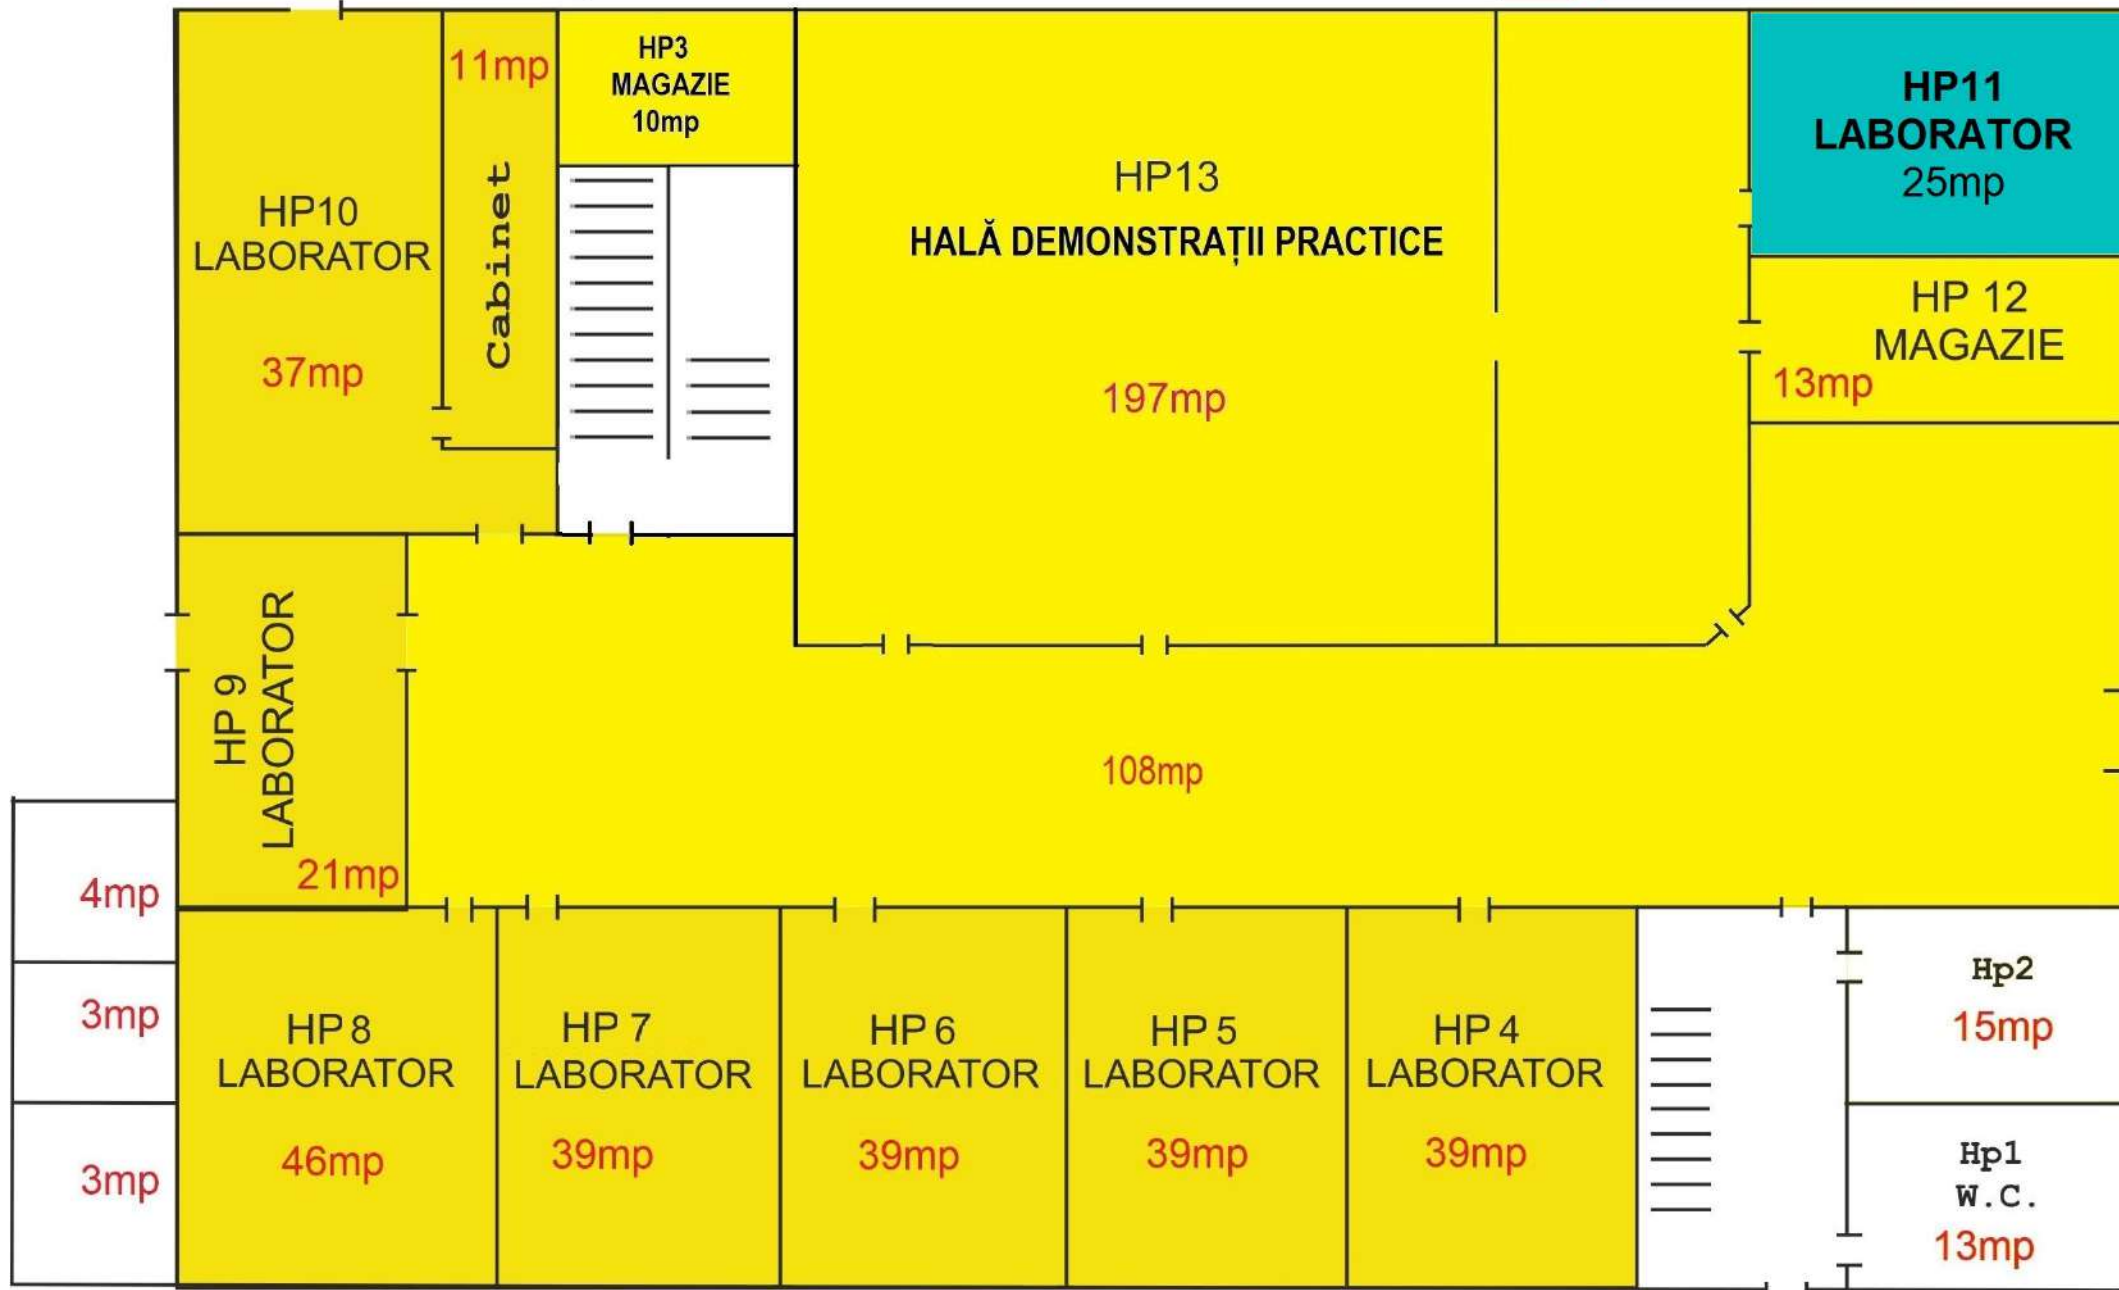 HP10
LABORATOR
37mp
11mp
Cabinet
HP3
MAGAZIE
10mp
HP13
HALĂ DEMONSTRAȚII PRACTICE
197mp
HP11
LABORATOR
25mp
HP 12
MAGAZIE
13mp
HP 9
LABORATOR
21mp
108mp
4mp
3mp
3mp
HP 8
LABORATOR
46mp
HP 7
LABORATOR
39mp
HP 6
LABORATOR
39mp
HP 5
LABORATOR
39mp
HP 4
LABORATOR
39mp
Hp2
15mp
Hp1
W.C.
13mp